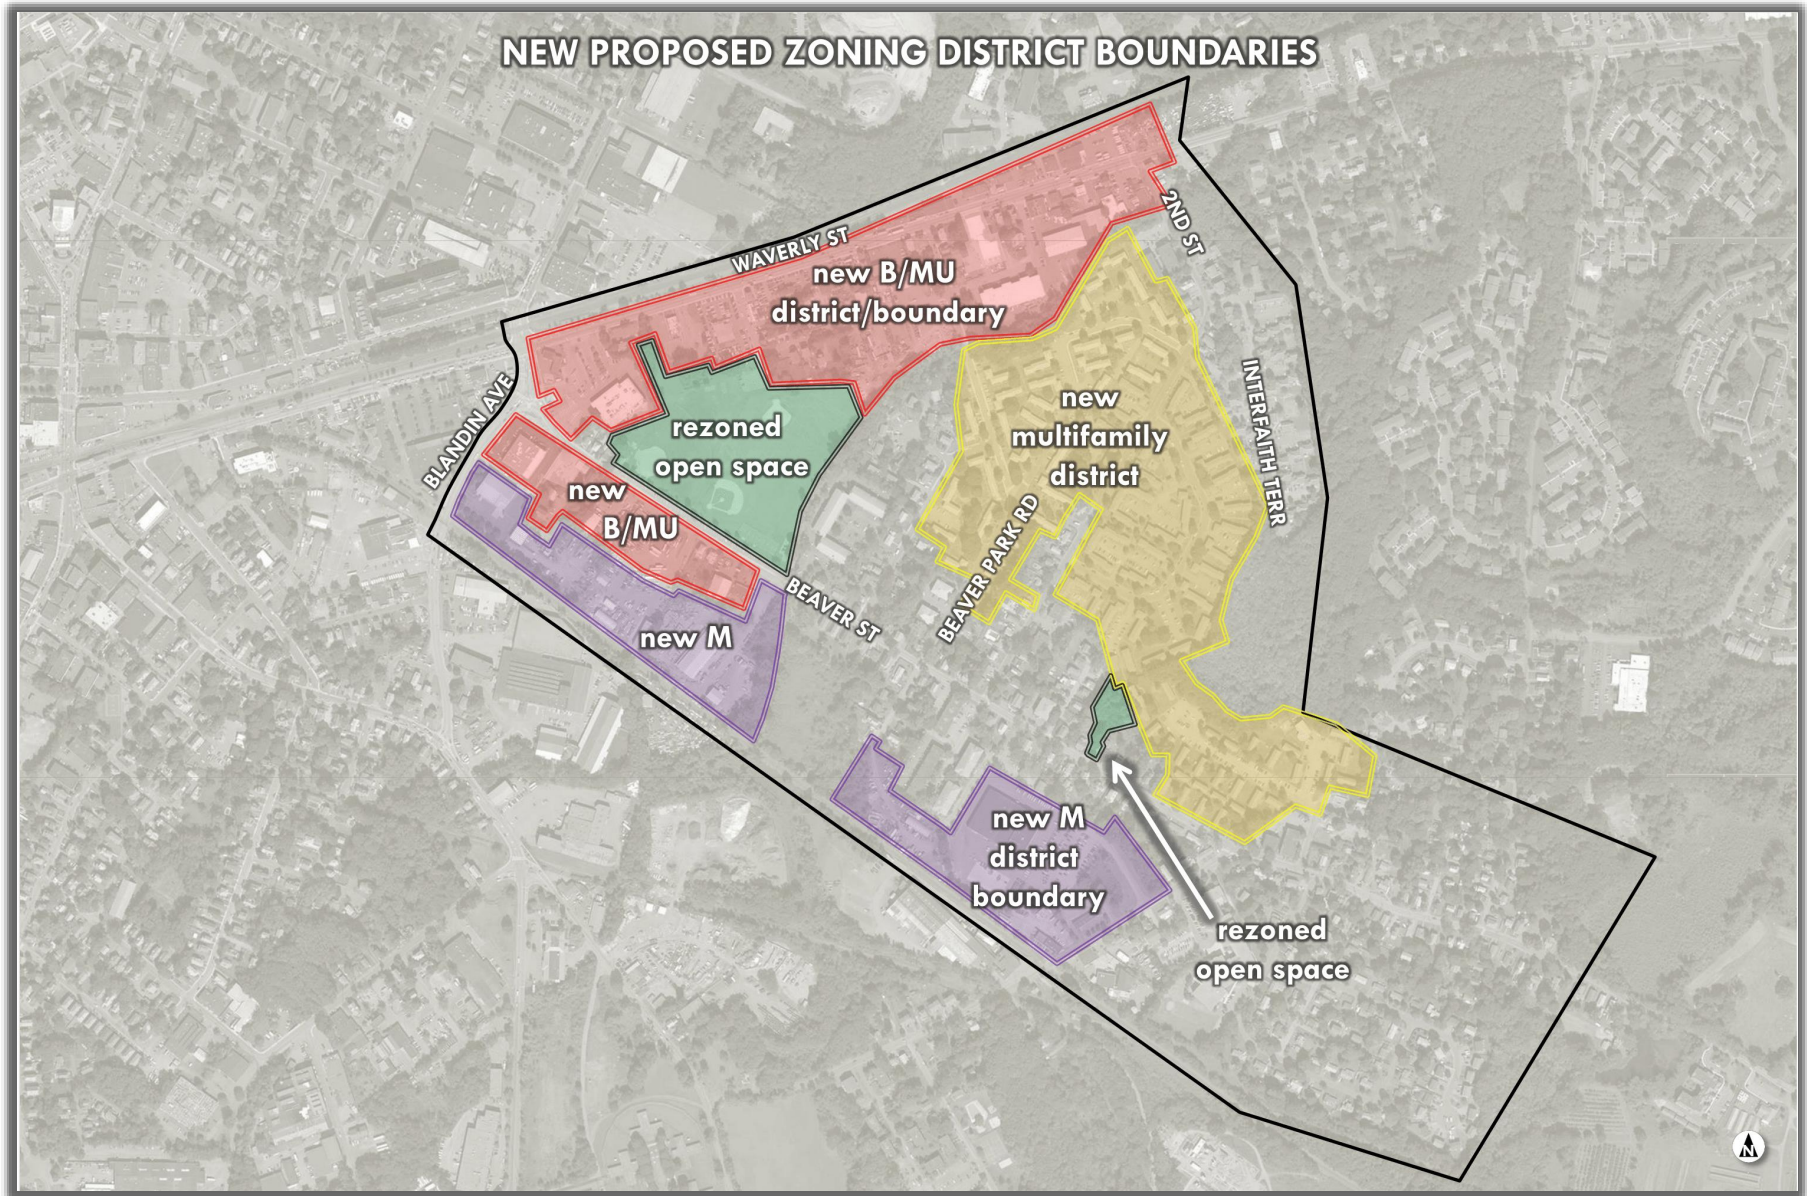 NEW PROPOSED ZONING DISTRICT BOUNDARIES
WAVERLY ST
2ND ST
new B/MU
district/boundary
BLANDIN AVE
rezoned
open space
new
multifamily
district
INTERFAITH TERR
new
B/MU
BEAVER PARK RD
BEAVER ST
new M
new M
district
boundary
rezoned
open space
N